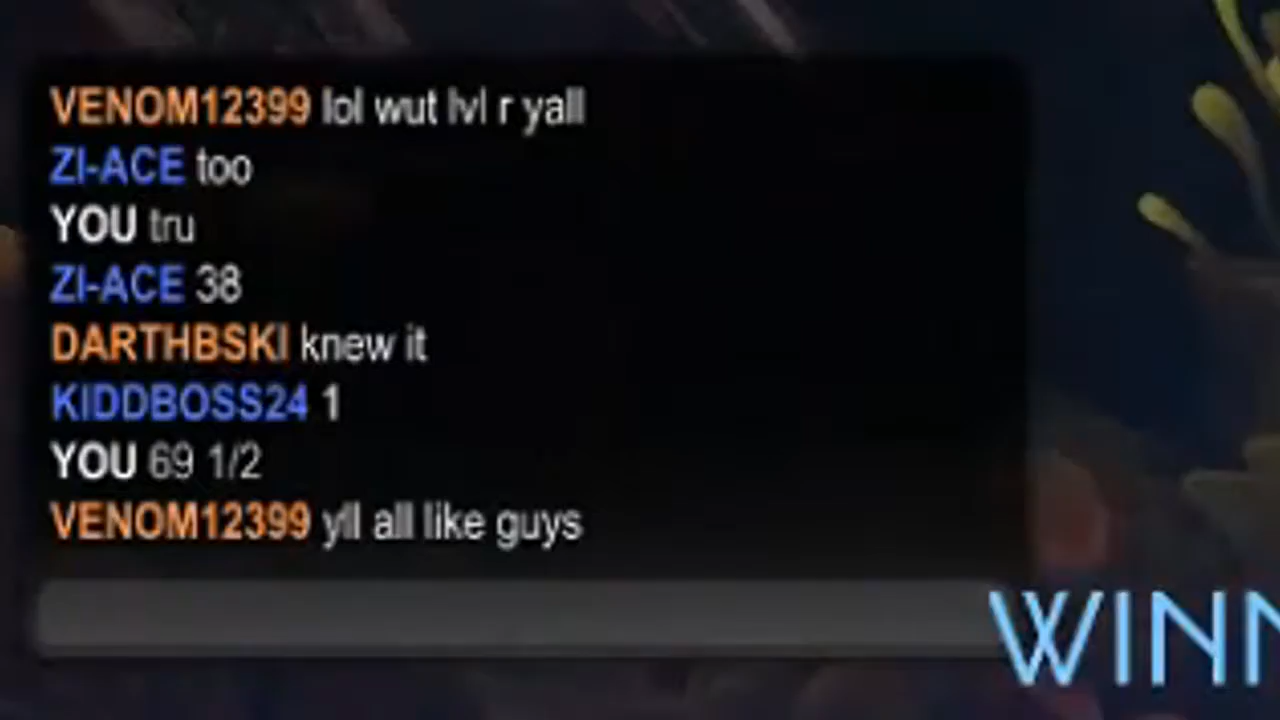 VENOM12399 lol wut lvl r yall
ZI-ACE too
YOU tru
ZI-ACE 38
DARTHBSKI knew it
KIDDBOSS24 1
YOU 69 1/2
VENOM12399 yll all like guys
WINN